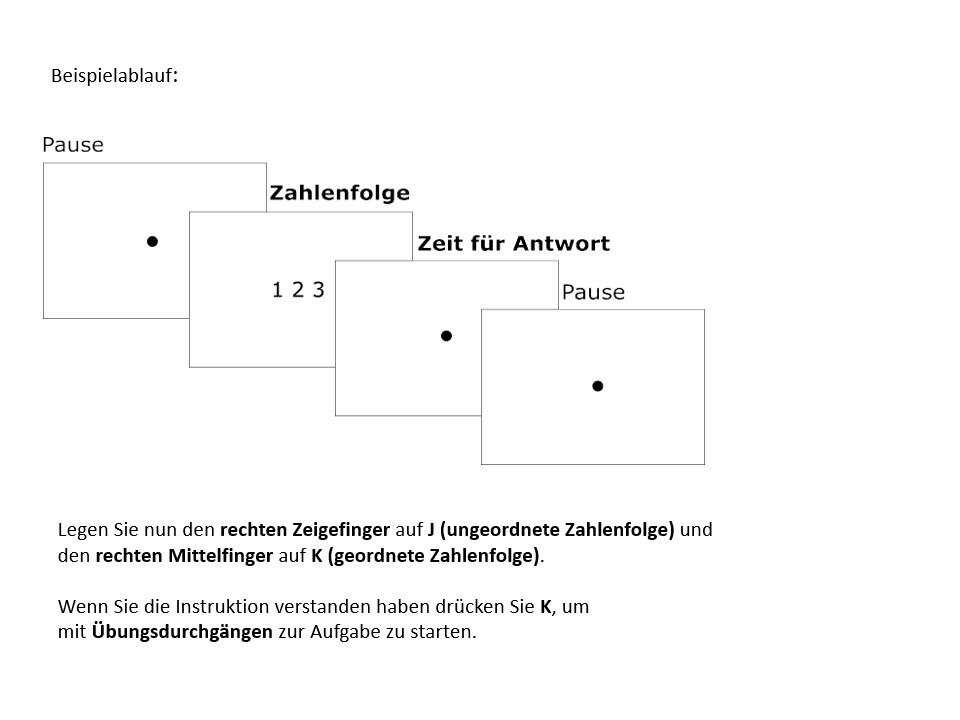 Beispielablauf:
Pause
Zahlenfolge
Zeit für Antwort
1 2 3
Pause
Legen Sie nun den rechten Zeigefinger auf J (ungeordnete Zahlenfolge) und
den rechten Mittelfinger auf K (geordnete Zahlenfolge).
Wenn Sie die Instruktion verstanden haben drücken Sie K, um
mit Übungsdurchgängen zur Aufgabe zu starten.